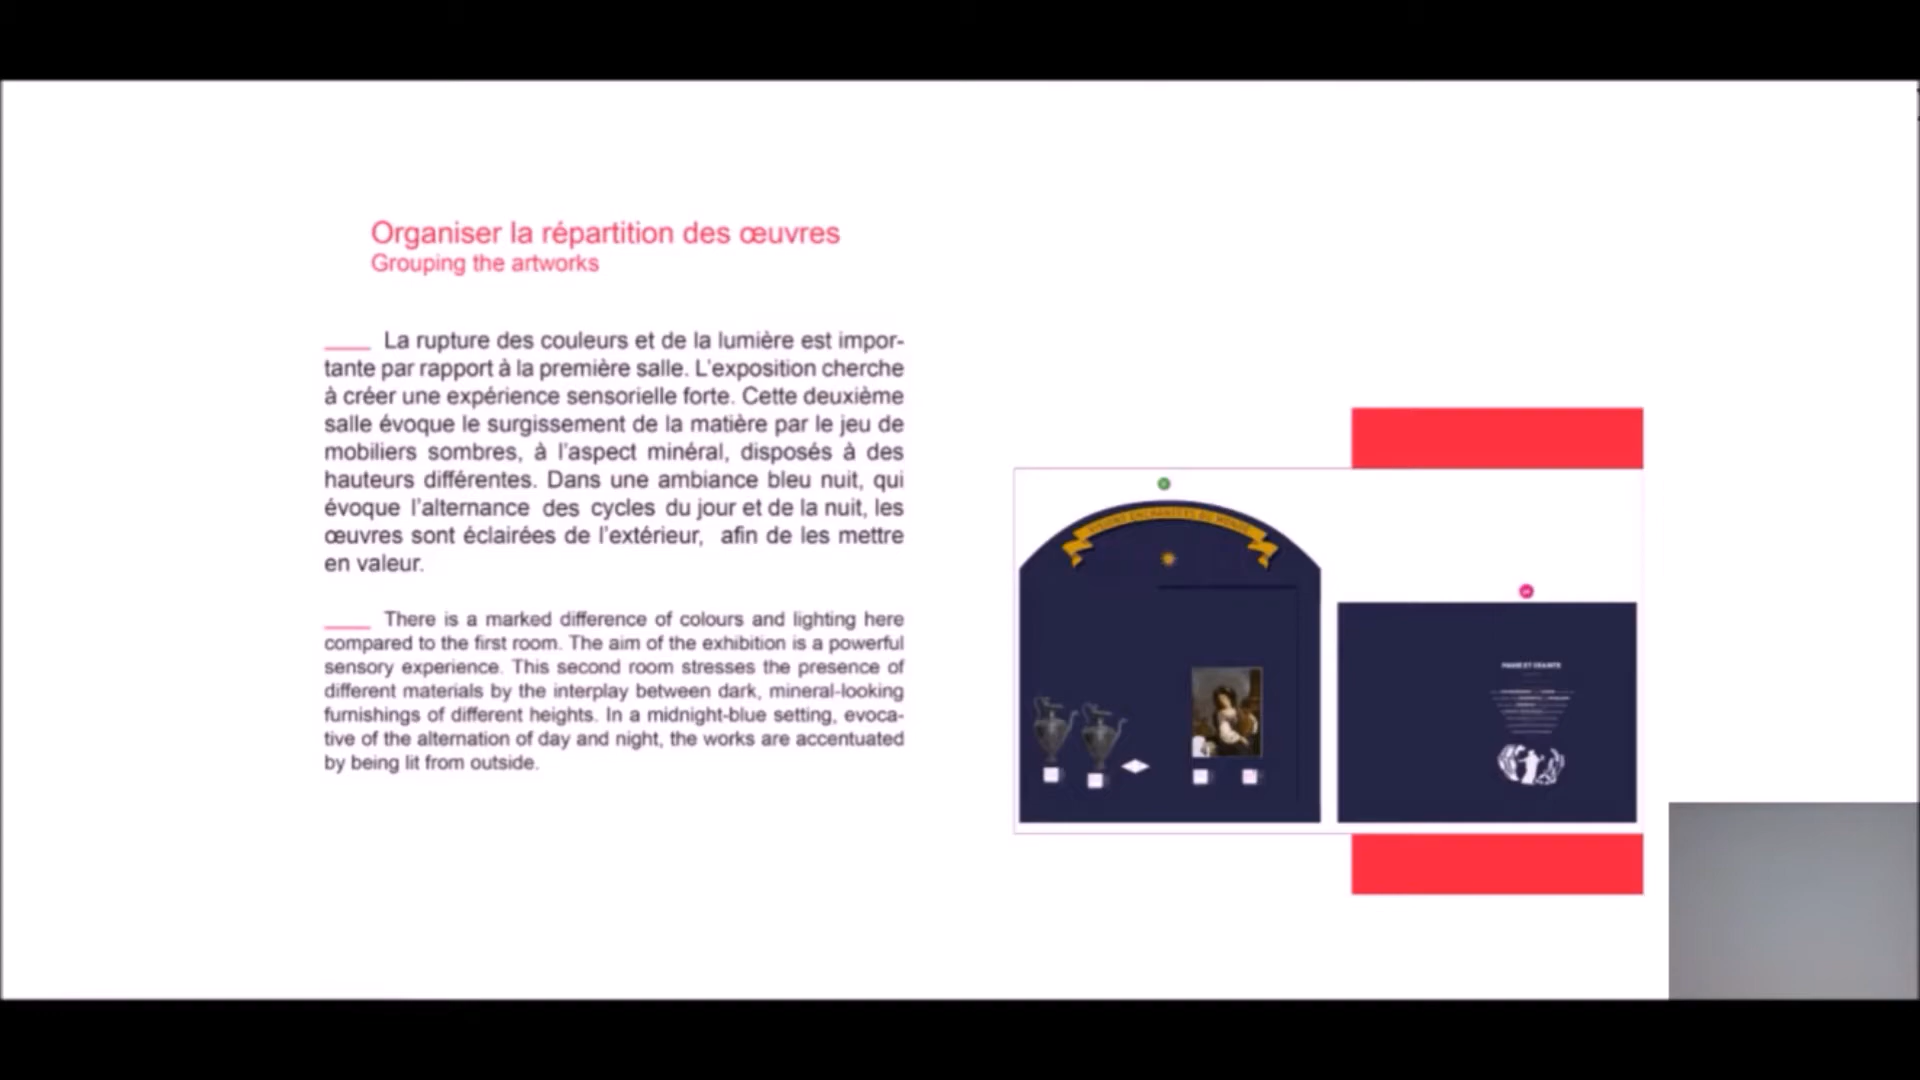 Organiser la répartition des œuvres
Grouping the artworks
La rupture des couleurs et de la lumière est impor-
tante par rapport à la première salle. L'exposition cherche
à créer une expérience sensorielle forte. Cette deuxième
salle évoque le surgissement de la matière par le jeu de
mobiliers sombres, à l'aspect minéral, disposés à des
hauteurs différentes. Dans une ambiance bleu nuit, qui
évoque l'alternance des cycles du jour et de la nuit, les
œuvres sont éclairées de l'extérieur, afin de les mettre
en valeur.
There is a marked difference of colours and lighting here
compared to the first room. The aim of the exhibition is a powerful
sensory experience. This second room stresses the presence of
different materials by the interplay between dark, mineral-looking
furnishings of different heights. In a midnight-blue setting, evoca-
tive of the alternation of day and night, the works are accentuated
by being lit from outside.
VISIONS ENCHANTÉES DU MONDE